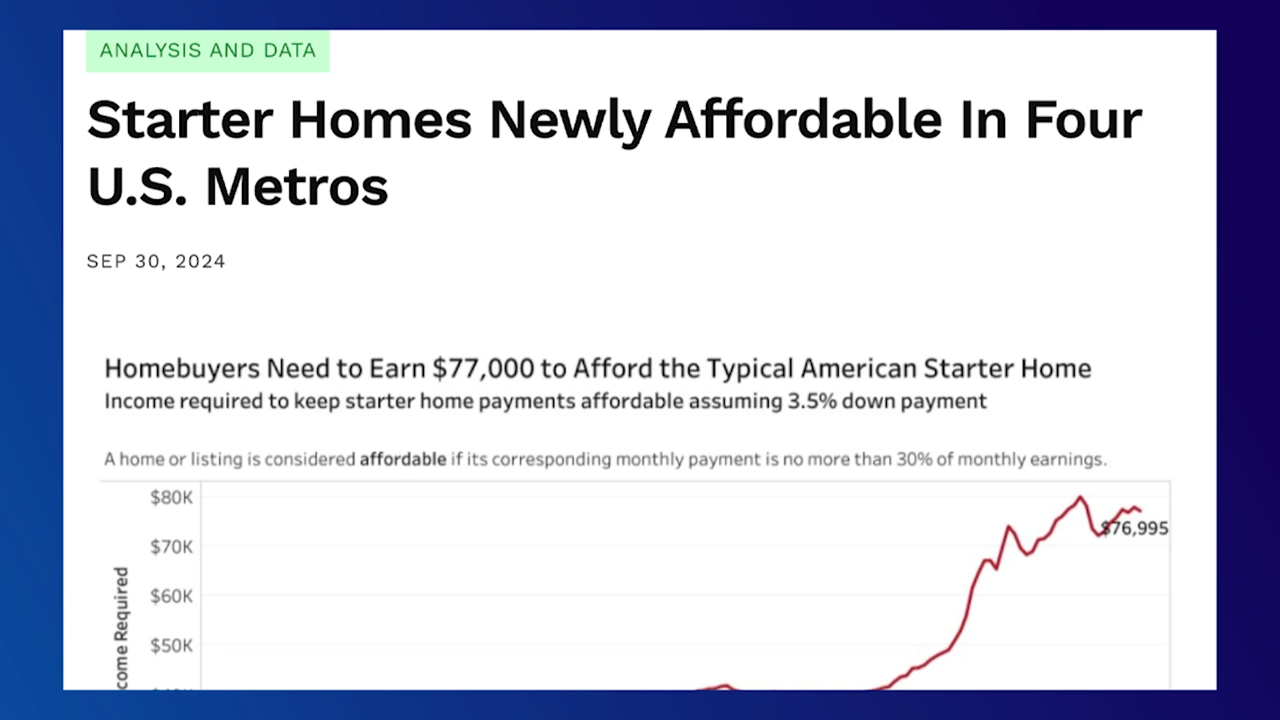 ANALYSIS AND DATA
Starter Homes Newly Affordable In Four
U.S. Metros
SEP 30, 2024
Homebuyers Need to Earn $77,000 to Afford the Typical American Starter Home
Income required to keep starter home payments affordable assuming 3.5% down payment
A home or listing is considered affordable if its corresponding monthly payment is no more than 30% of monthly earnings.
$80K
$76,995
$70K
$60K
$50K
come Required